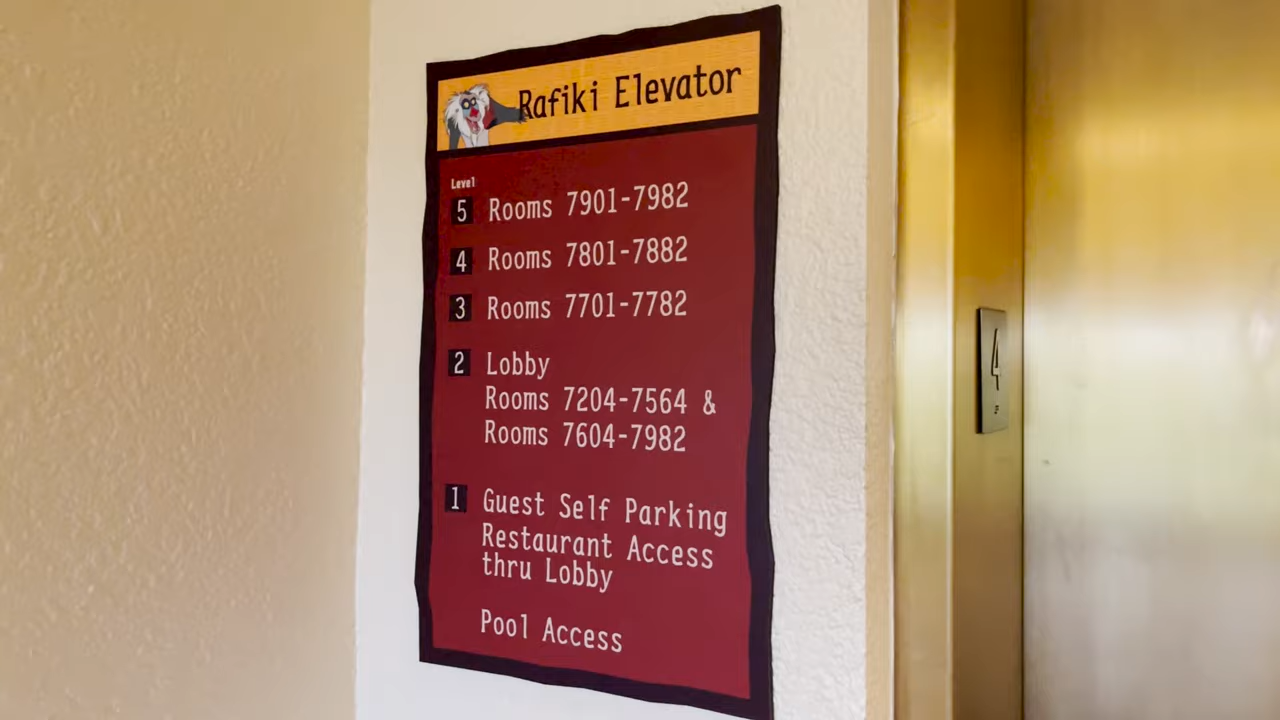 Rafiki Elevator
Level
5 Rooms 7901-7982
4 Rooms 7801-7882
3 Rooms 7701-7782
2 Lobby
Rooms 7204-7564 &
Rooms 7604-7982
1 Guest Self Parking
Restaurant Access
thru Lobby
Pool Access
4